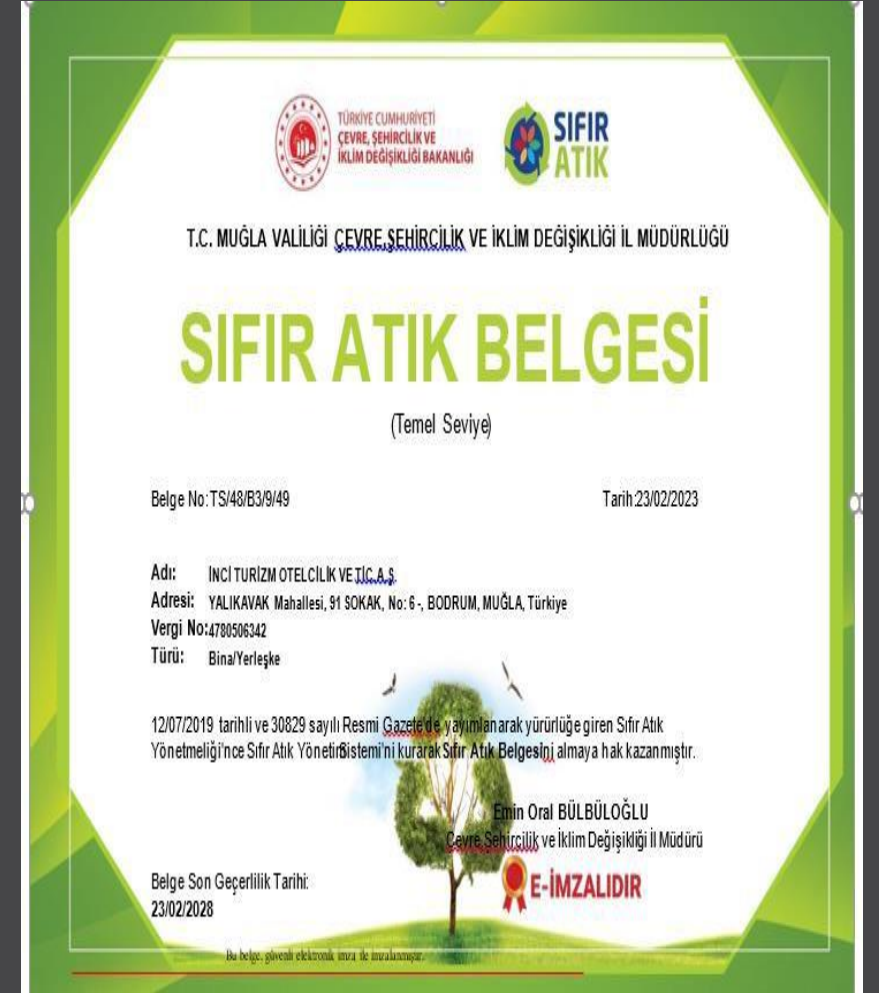 TÜRKİYE CUMHURİYETİ
ÇEVRE, ŞEHİRCİLİK VE
İKLİM DEĞİŞİKLİĞİ BAKANLIĞI
SIFIR
ATIK
T.C. MUĞLA VALİLİĞİ ÇEVRE,ŞEHİRCİLİK VE İKLİM DEĞİŞİKLİĞİ İL MÜDÜRLÜĞÜ
SIFIR ATIK BELGESİ
(Temel Seviye)
Belge No:TS/48/B3/9/49 Tarih:23/02/2023
Adı: İNCİ TURİZM OTELCİLİK VE TİC.A.Ş.
Adresi: YALIKAVAK Mahallesi, 91 SOKAK, No: 6 -, BODRUM, MUĞLA, Türkiye
Vergi No:4780506342
Türü: Bina/Yerleşke
12/07/2019 tarihli ve 30829 sayılı Resmi Gazete'de yayımlanarak yürürlüğe giren Sıfır Atık
Yönetmeliği'nce Sıfır Atık Yönetim Sistemi'ni kurarak Sıfır Atık Belgesini almaya hak kazanmıştır.
Emin Oral BÜLBÜLOĞLU
Çevre,Şehircilik ve İklim Değişikliği İl Müdürü
E-İMZALIDIR
Belge Son Geçerlilik Tarihi:
23/02/2028
Bu belge, güvenli elektronik imza ile imzalanmıştır.